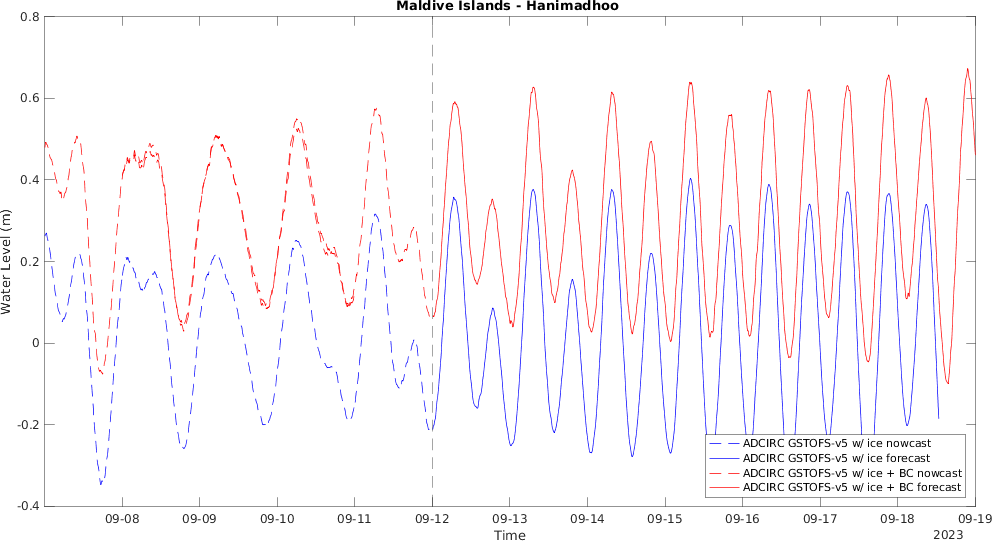 Maldive Islands - Hanimadhoo
Water Level (m)
0.8
0.6
0.4
0.2
0
-0.2
-0.4
ADCIRC GSTOFS-v5 w/ ice nowcast
ADCIRC GSTOFS-v5 w/ ice forecast
ADCIRC GSTOFS-v5 w/ ice + BC nowcast
ADCIRC GSTOFS-v5 w/ ice + BC forecast
09-08 09-09 09-10 09-11 09-12 09-13 09-14 09-15 09-16 09-17 09-18 09-19
Time
2023